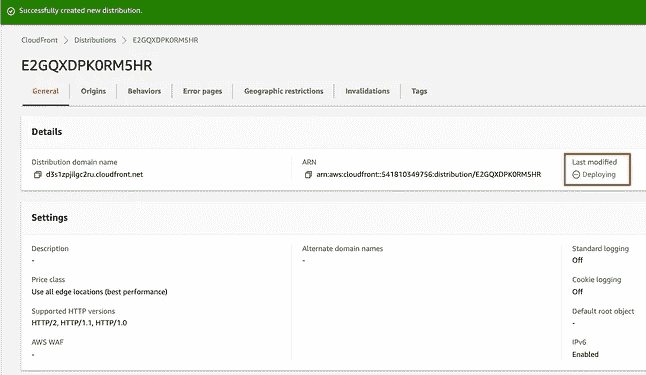 Successfully created new distribution.
CloudFront > Distributions > E2GQXDPK0RM5HR
E2GQXDPK0RM5HR
General Origins Behaviors Error pages Geographic restrictions Invalidations Tags
Details
Distribution domain name ARN Last modified
d3s1zpjilgc2ru.cloudfront.net arn:aws:cloudfront::541810349756:distribution/E2GQXDPK0RM5HR Deploying
Settings
Description Alternate domain names Standard logging
- - Off
Price class Cookie logging
Use all edge locations (best performance) Off
Supported HTTP versions Default root object
HTTP/2, HTTP/1.1, HTTP/1.0 -
AWS WAF IPv6
- Enabled